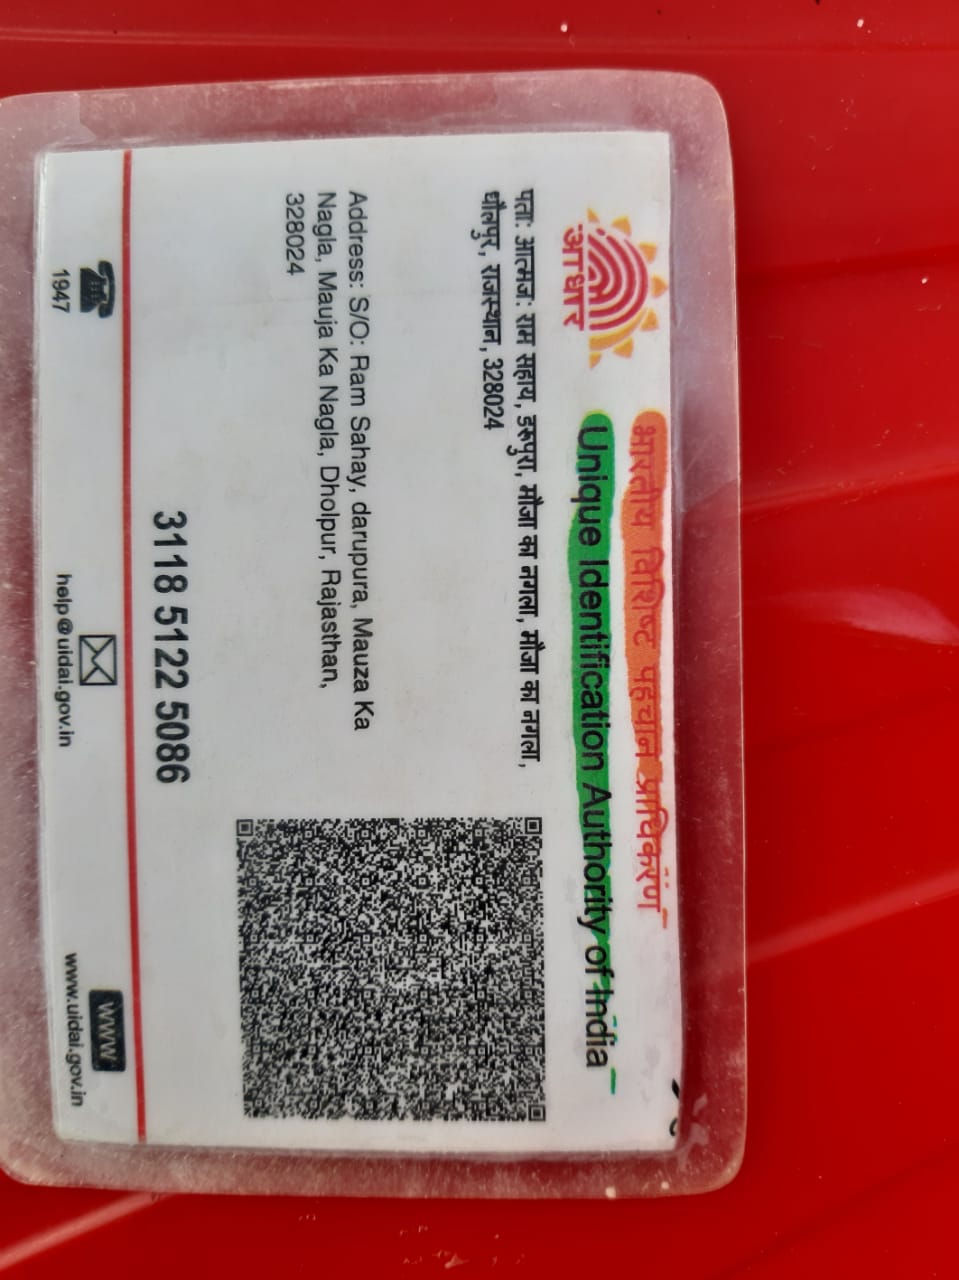 भारतीय विशिष्ट पहचान प्राधिकरण
Unique Identification Authority of India
आधार
पता: आत्मज: राम सहाय, डरूपुरा, मौजा का नगला, मौजा का नगला,
धौलपुर, राजस्थान, 328024
Address: S/O: Ram Sahay, darupura, Mauza Ka
Nagla, Mauja Ka Nagla, Dholpur, Rajasthan,
328024
3118 5122 5086
1947
help@uidai.gov.in
www
www.uidai.gov.in